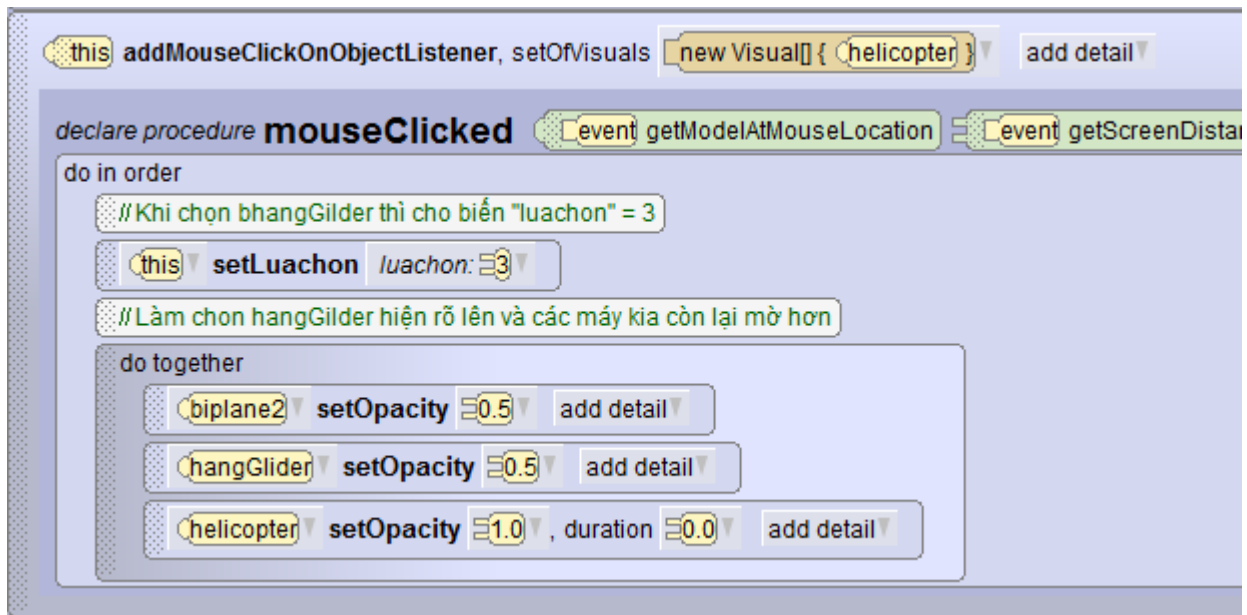 this addMouseClickOnObjectListener, setOfVisuals new Visual[] { helicopter } add detail
declare procedure mouseClicked event getModelAtMouseLocation event getScreenDistan
do in order
//Khi chọn bhangGilder thì cho biến "luachon" = 3
this setLuachon luachon: 3
//Làm chon hangGilder hiện rõ lên và các máy kia còn lại mờ hơn
do together
biplane2 setOpacity 0.5 add detail
hangGlider setOpacity 0.5 add detail
helicopter setOpacity 1.0 , duration 0.0 add detail